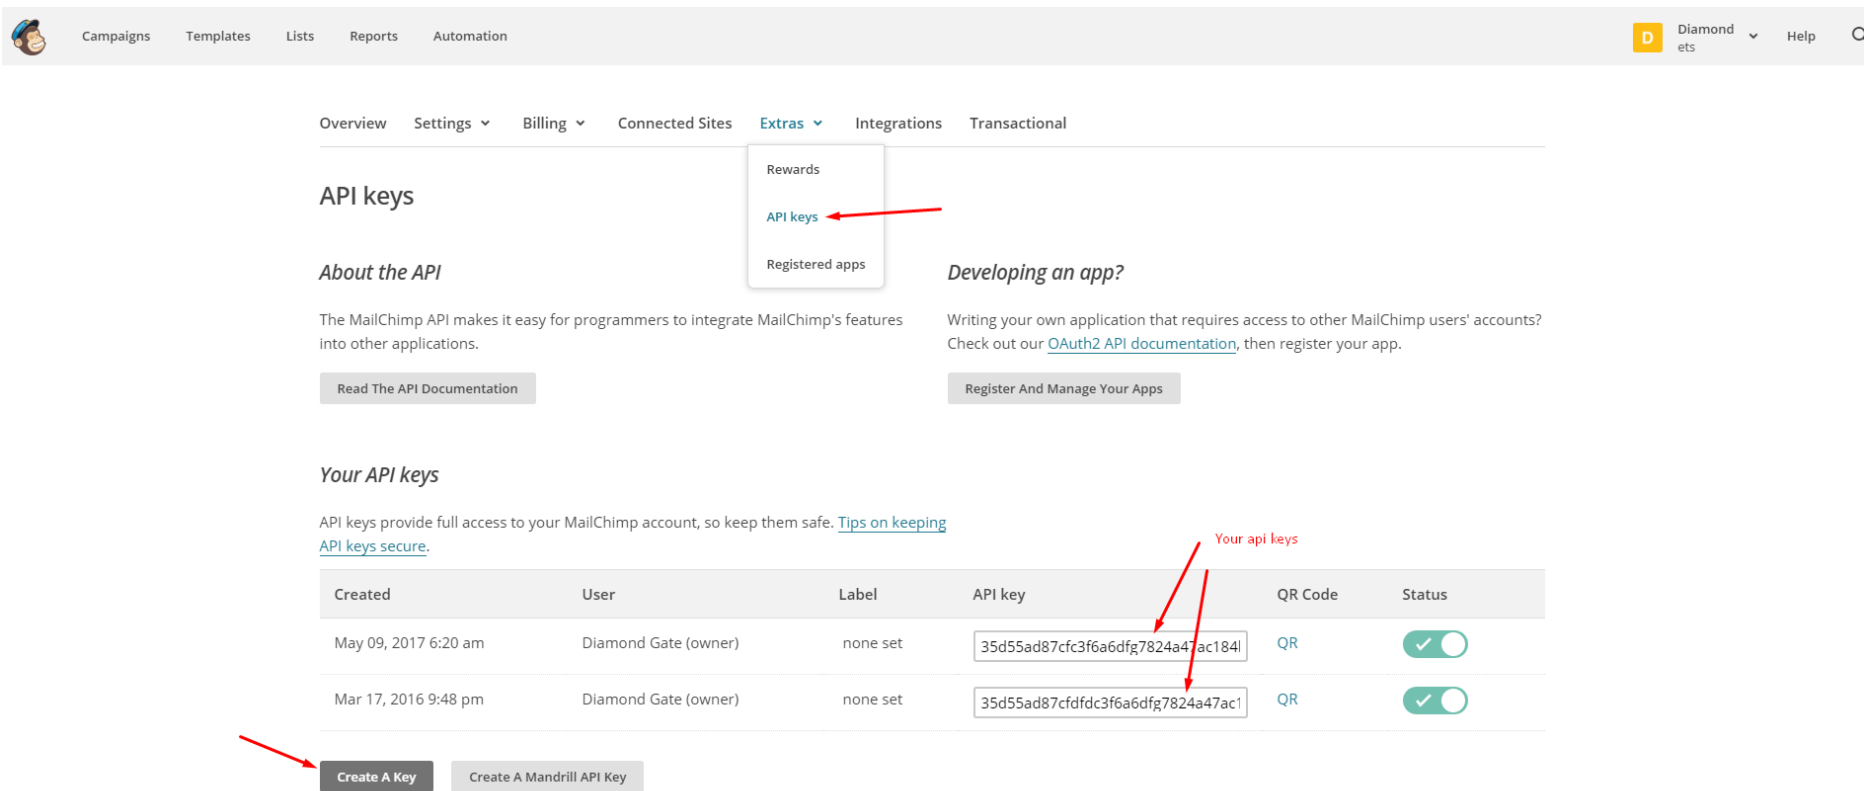 Campaigns Templates Lists Reports Automation
D Diamond Help
ets
Overview Settings Billing Connected Sites Extras Integrations Transactional
Rewards
API keys
Registered apps
API keys
About the API
The MailChimp API makes it easy for programmers to integrate MailChimp's features
into other applications.
Read The API Documentation
Developing an app?
Writing your own application that requires access to other MailChimp users' accounts?
Check out our OAuth2 API documentation, then register your app.
Register And Manage Your Apps
Your API keys
API keys provide full access to your MailChimp account, so keep them safe. Tips on keeping
API keys secure.
Your api keys
Created User Label API key QR Code Status
May 09, 2017 6:20 am Diamond Gate (owner) none set 35d55ad87cfc3f6a6dfg7824a47ac184 QR
Mar 17, 2016 9:48 pm Diamond Gate (owner) none set 35d55ad87cfdfdc3f6a6dfg7824a47ac1 QR
Create A Key Create A Mandrill API Key